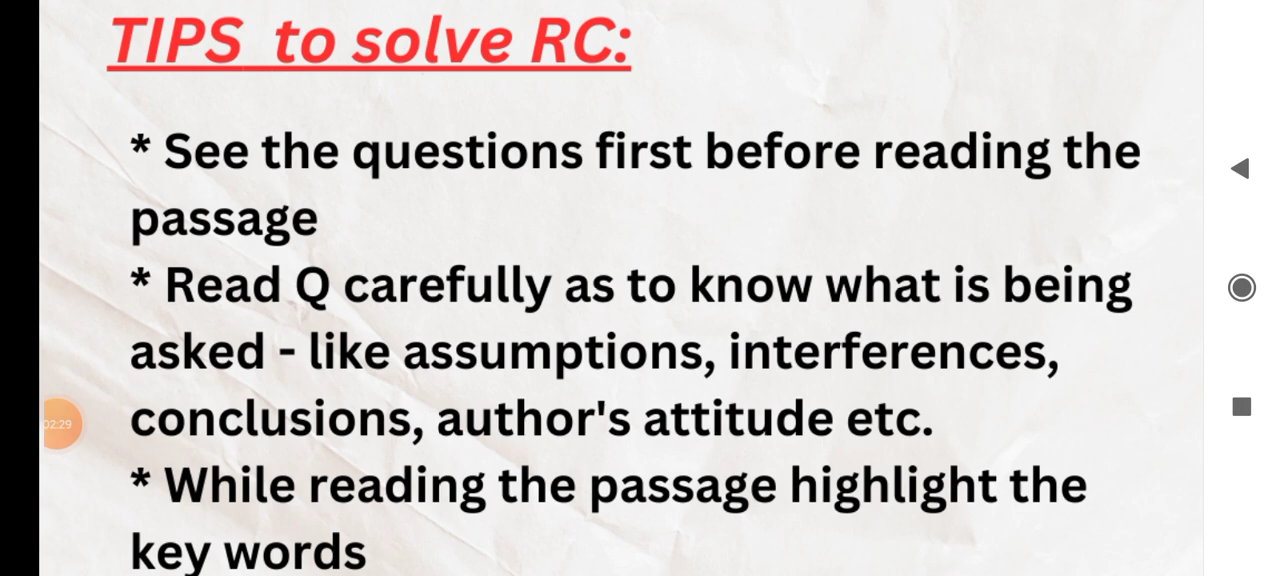 TIPS to solve RC:
* See the questions first before reading the
passage
* Read Q carefully as to know what is being
asked - like assumptions, interferences,
conclusions, author's attitude etc.
02:29
* While reading the passage highlight the
key words